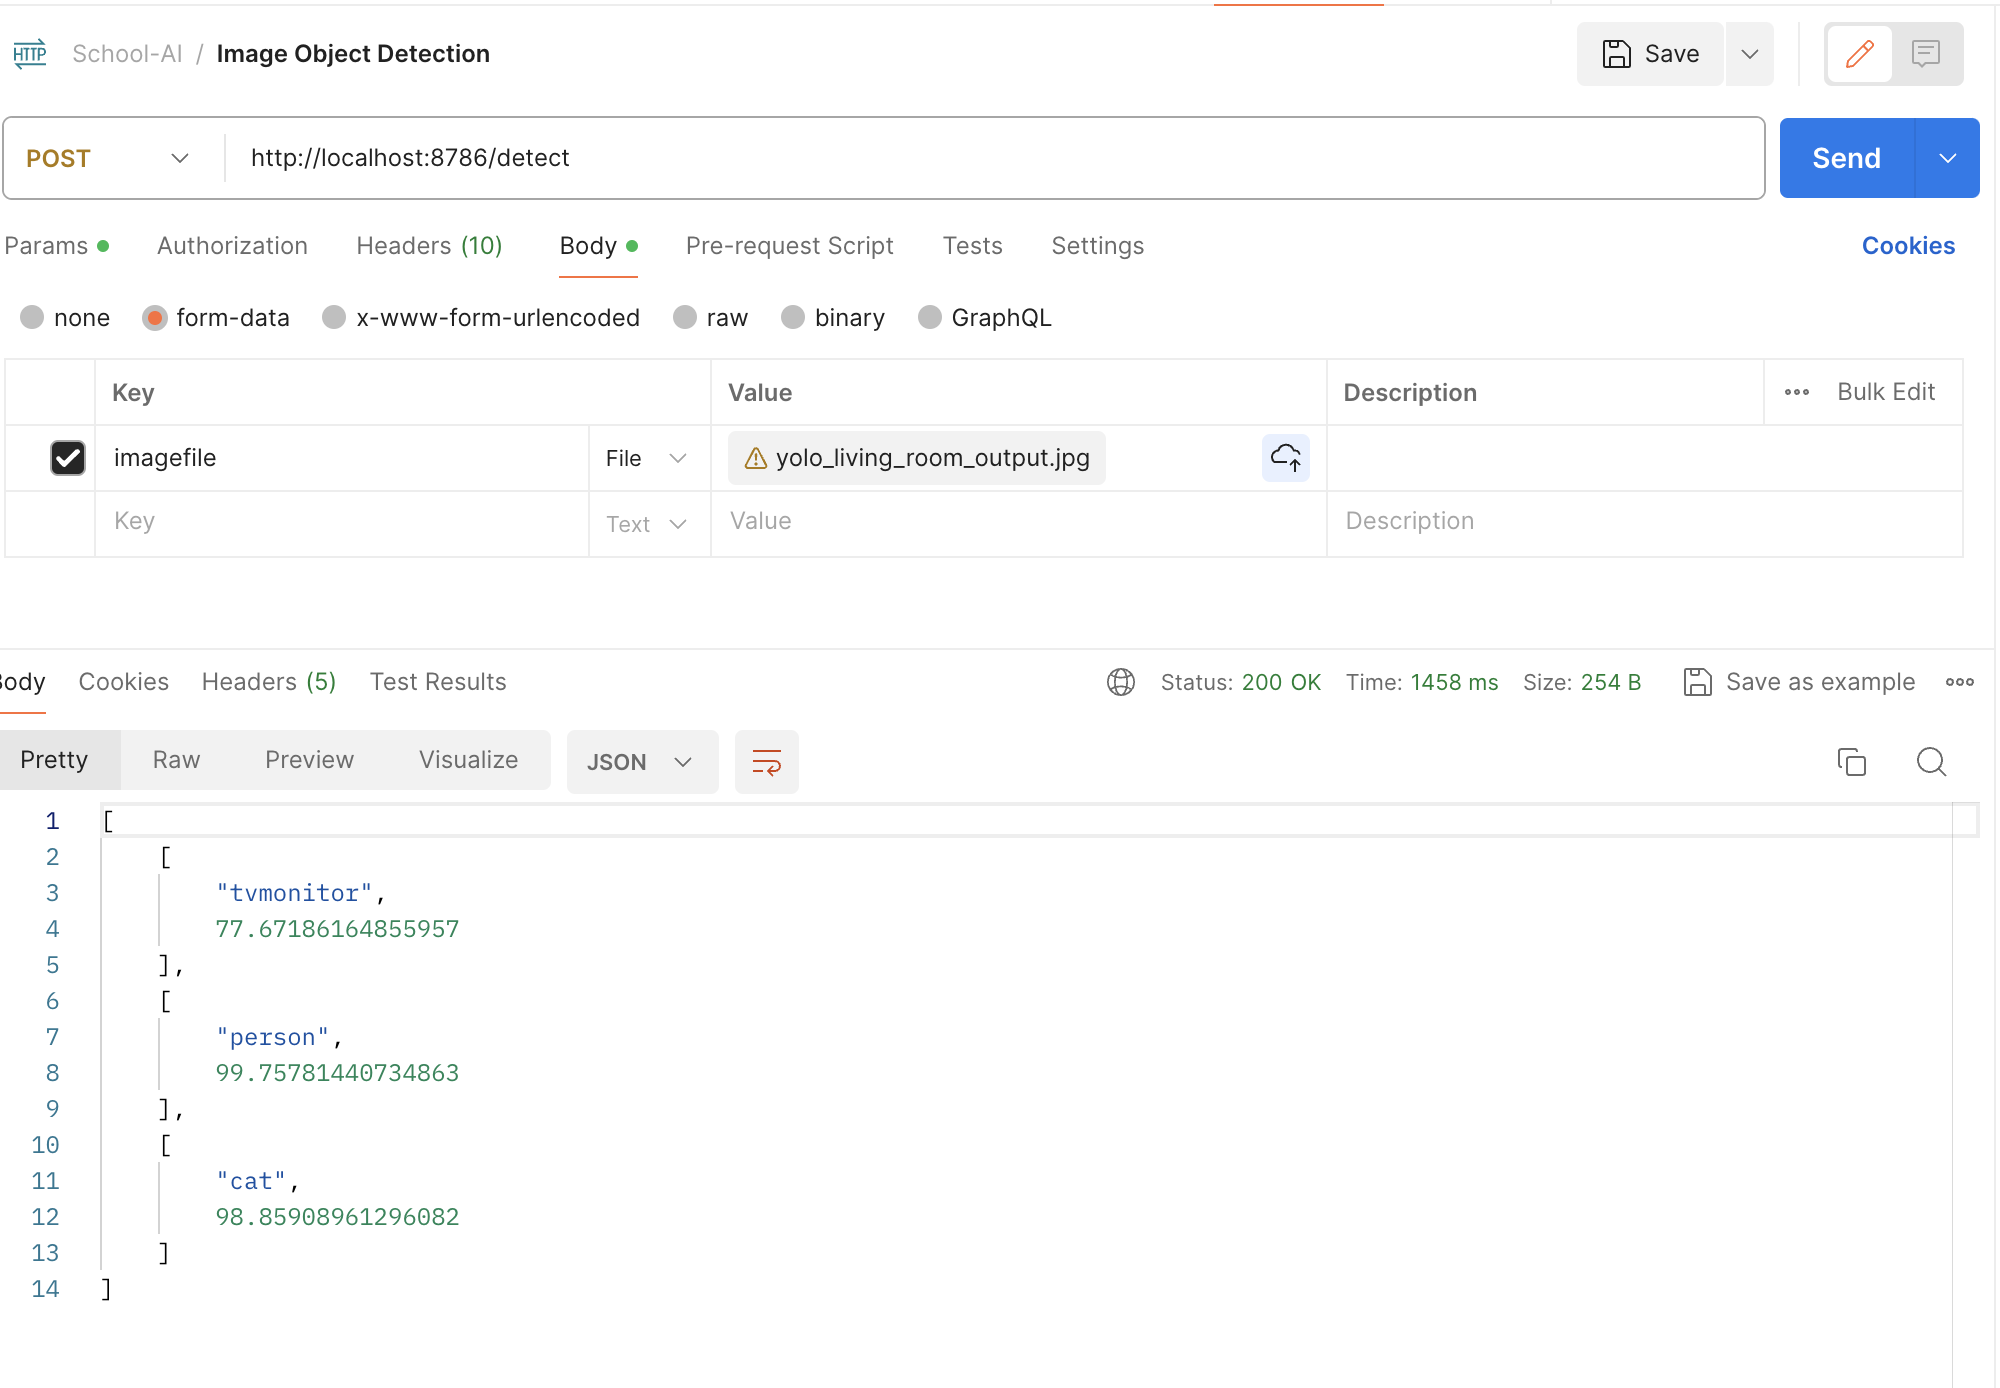 HTTP School-AI / Image Object Detection Save
POST http://localhost:8786/detect Send
Params Authorization Headers (10) Body Pre-request Script Tests Settings Cookies
none form-data x-www-form-urlencoded raw binary GraphQL
Key Value Description Bulk Edit
imagefile File yolo_living_room_output.jpg
Key Text Value Description
Body Cookies Headers (5) Test Results Status: 200 OK Time: 1458 ms Size: 254 B Save as example
Pretty Raw Preview Visualize JSON
1 [
2 [
3 "tvmonitor",
4 77.67186164855957
5 ],
6 [
7 "person",
8 99.75781440734863
9 ],
10 [
11 "cat",
12 98.85908961296082
13 ]
14 ]